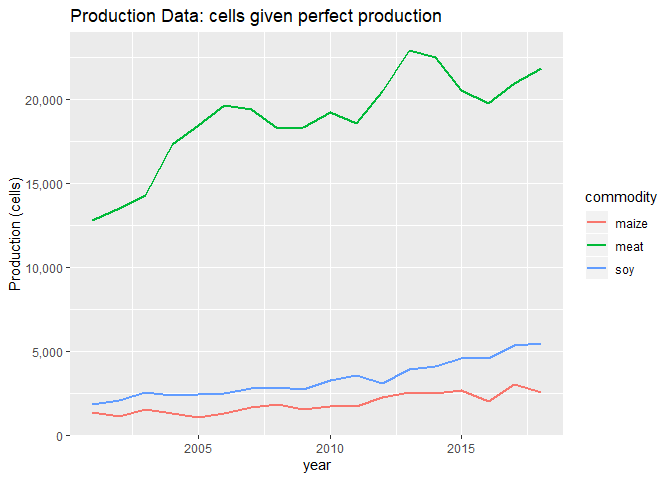 Production Data: cells given perfect production
Production (cells)
20,000
15,000
10,000
5,000
0
2005
2010
2015
year
commodity
maize
meat
soy